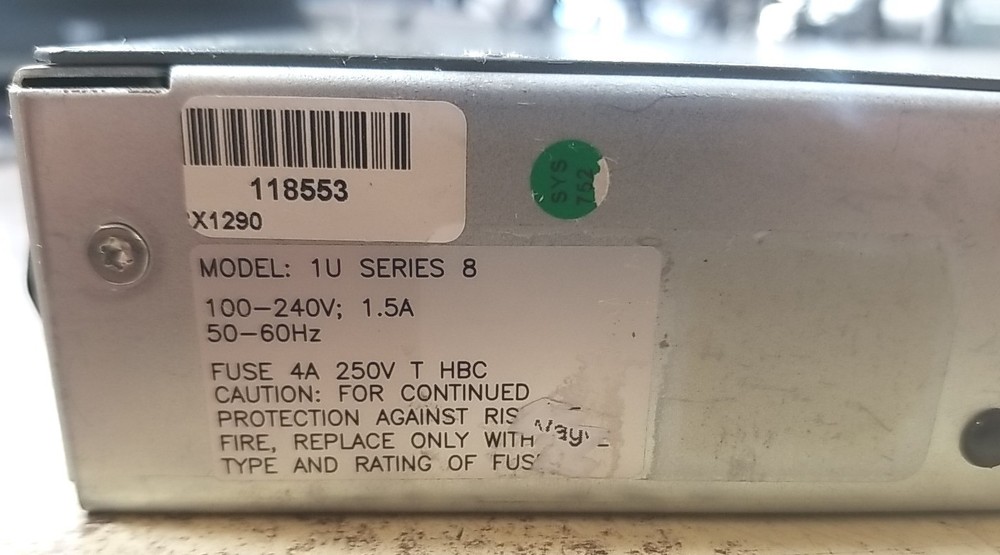 118553
X1290
SYS
752
MODEL: 1U SERIES 8
100-240V; 1.5A
50-60Hz
FUSE 4A 250V T HBC
CAUTION: FOR CONTINUED
PROTECTION AGAINST RIS
FIRE, REPLACE ONLY WITH
TYPE AND RATING OF FUS